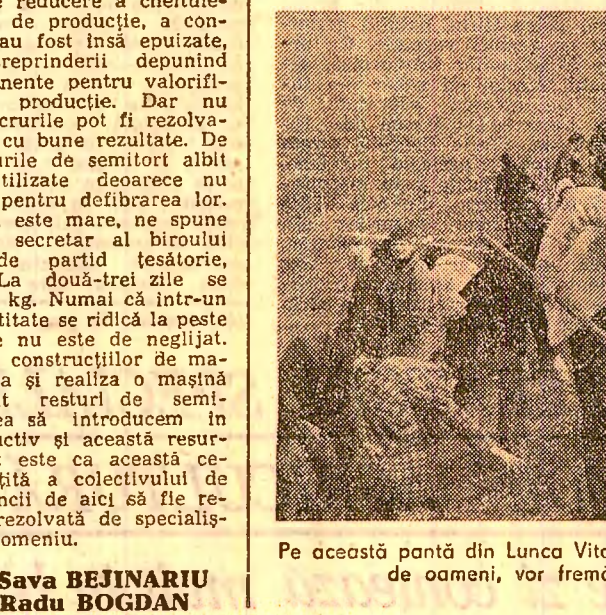 reducere a cheltuie-
de producție, a con-
au fost însă epuizate,
reprinderii depunind
nente pentru valorifi-
producție. Dar nu
crurile pot fi rezolva-
cu bune rezultate. De
urile de semitort albit
tilizate deoarece nu
pentru defibrarea lor.
este mare, ne spune
secretar al biroului
de partid țesătorie,
La două-trei zile se
kg. Numai că într-un
titate se ridică la peste
e nu este de neglijat.
construcțiilor de ma-
a și realiza o mașină
t resturi de semi-
ea să introducem în
uctiv și această resur-
este ca această ce-
țită a colectivului de
ncii de aici să fie re-
rezolvată de specialiș-
omeniu.
Sava BEJINARIU
Radu BOGDAN
Pe această pantă din Lunca Vito
de oameni, vor fremă